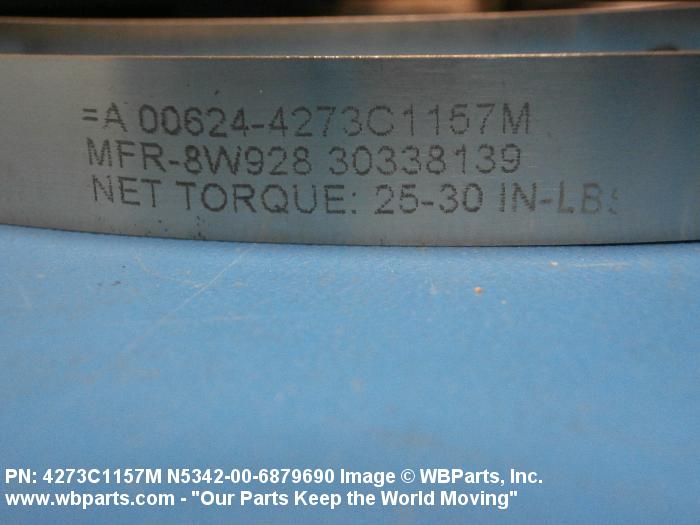 =A 00624-4273C1157M
MFR-8W928 30338139
NET TORQUE: 25-30 IN-LBS
PN: 4273C1157M N5342-00-6879690 Image © WBParts, Inc.
www.wbparts.com - "Our Parts Keep the World Moving"